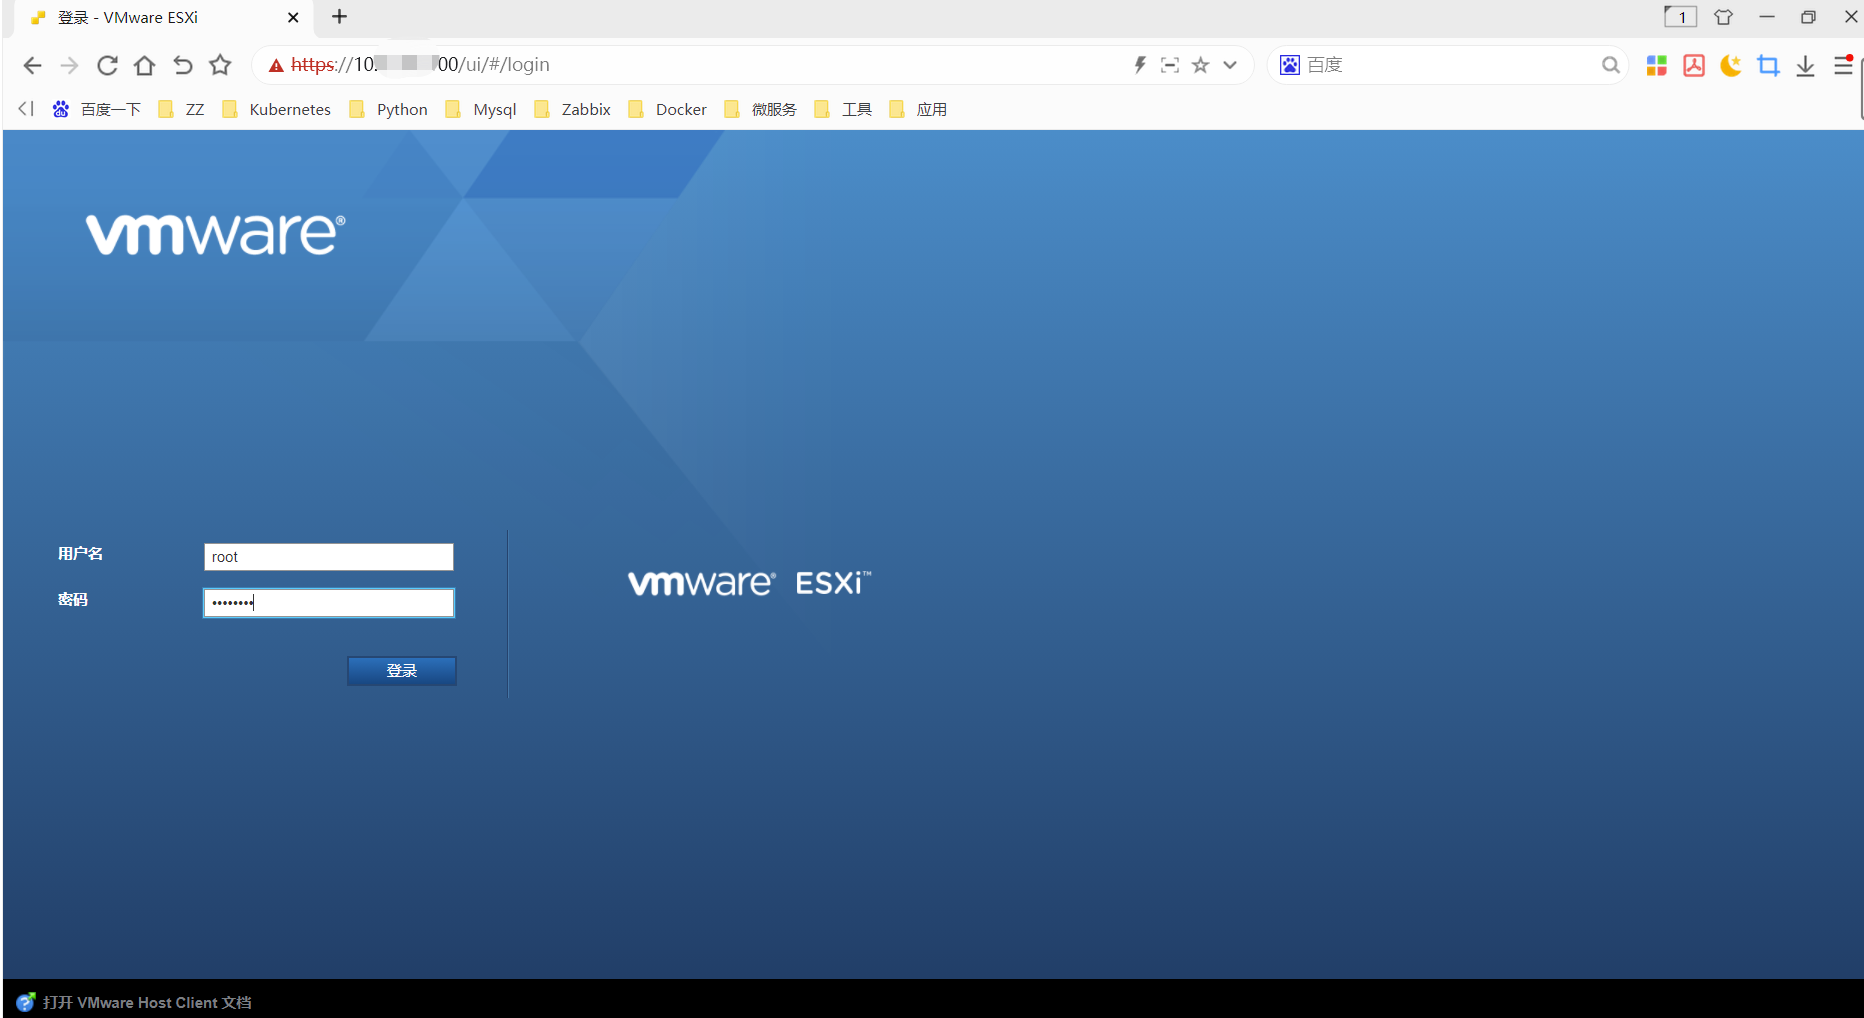 登录 - VMware ESXi
1
https://10. 00/ui/#/login
百度
百度一下 ZZ Kubernetes Python Mysql Zabbix Docker 微服务 工具 应用
vmware®
用户名 root
密码 ••••••••
登录
vmware® ESXi™
打开 VMware Host Client 文档